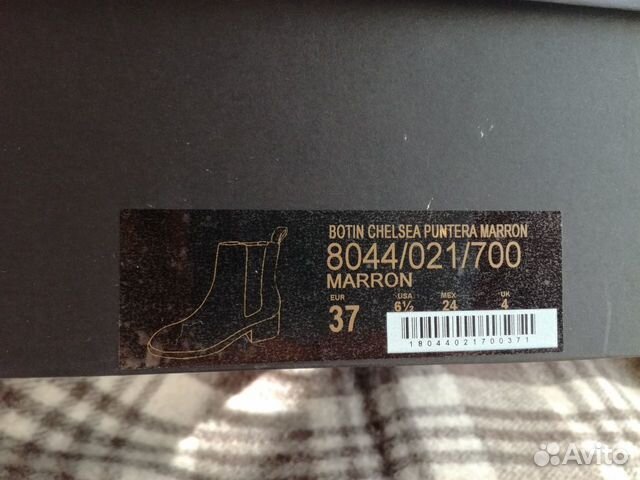 BOTIN CHELSEA PUNTERA MARRON
8044/021/700
MARRON
EUR USA MEX UK
37 6½ 24 4
18044021700371
Avito